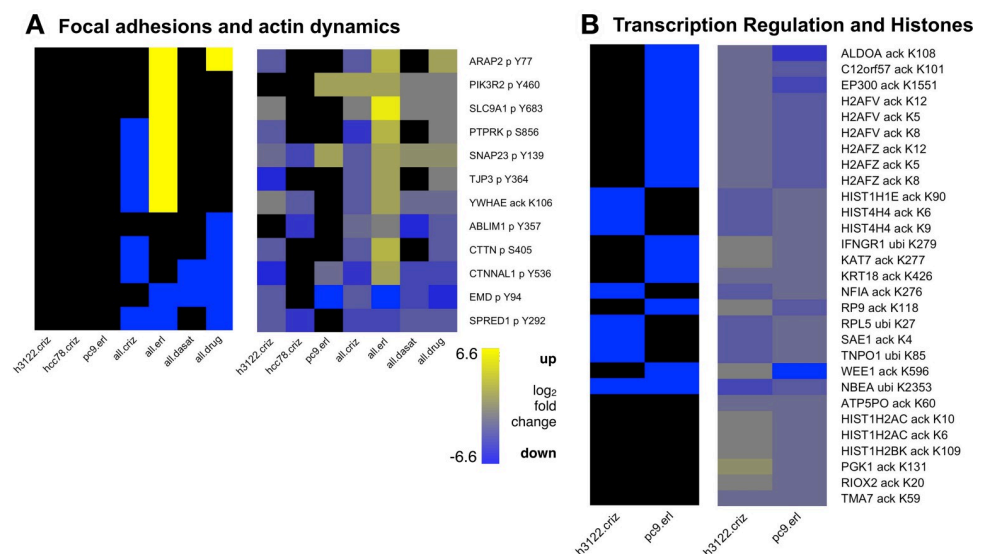 A Focal adhesions and actin dynamics
ARAP2 p Y77
PIK3R2 p Y460
SLC9A1 p Y683
PTPRK p S856
SNAP23 p Y139
TJP3 p Y364
YWHAE ack K106
ABLIM1 p Y357
CTTN p S405
CTNNAL1 p Y536
EMD p Y94
SPRED1 p Y292
h3122.criz
hcc78.criz
pc9.erl
all.criz
all.erl
all.dasat
all.drug
h3122.criz
hcc78.criz
pc9.erl
all.criz
all.erl
all.dasat
all.drug
6.6
up
log2
fold
change
-6.6
down
B Transcription Regulation and Histones
ALDOA ack K108
C12orf57 ack K101
EP300 ack K1551
H2AFV ack K12
H2AFV ack K5
H2AFV ack K8
H2AFZ ack K12
H2AFZ ack K5
H2AFZ ack K8
HIST1H1E ack K90
HIST4H4 ack K6
HIST4H4 ack K9
IFNGR1 ubi K279
KAT7 ack K277
KRT18 ack K426
NFIA ack K276
RP9 ack K118
RPL5 ubi K27
SAE1 ack K4
TNPO1 ubi K85
WEE1 ack K596
NBEA ubi K2353
ATP5PO ack K60
HIST1H2AC ack K10
HIST1H2AC ack K6
HIST1H2BK ack K109
PGK1 ack K131
RIOX2 ack K20
TMA7 ack K59
h3122.criz
pc9.erl
h3122.criz
pc9.erl